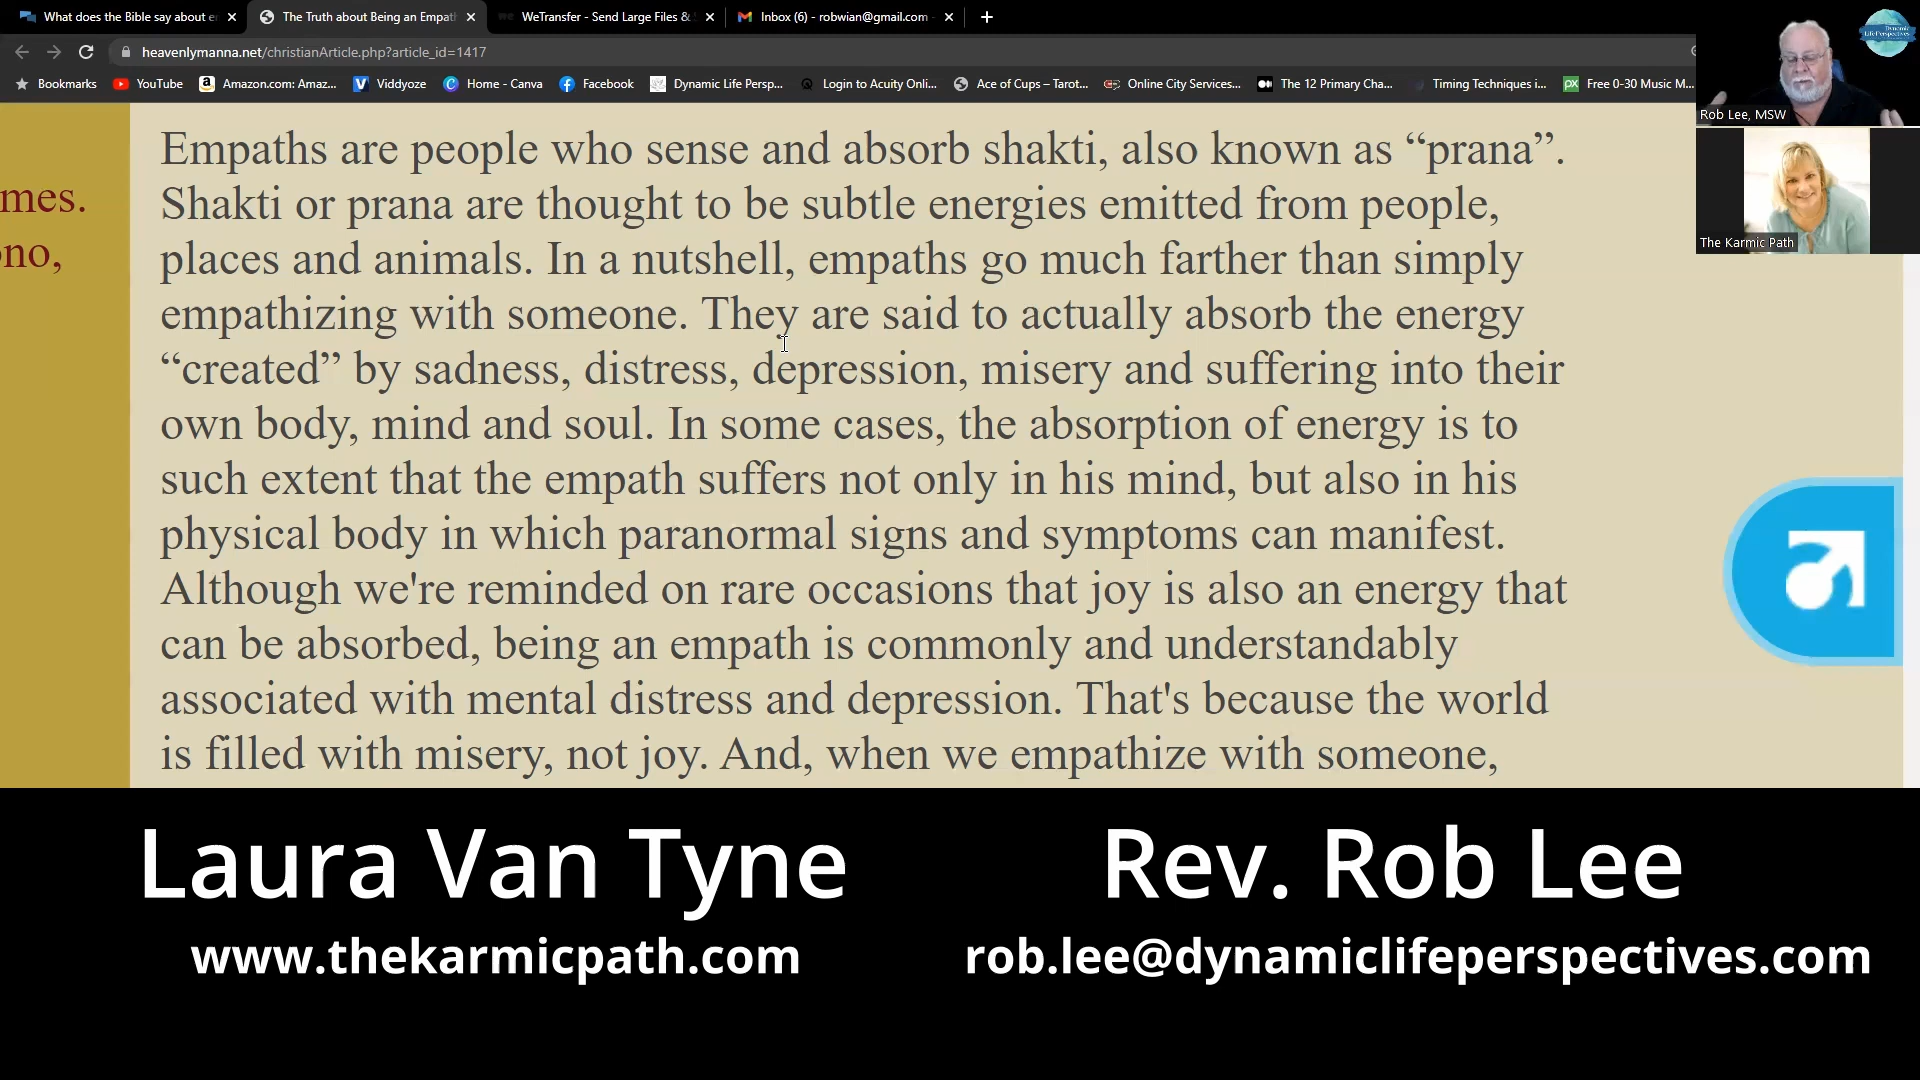 What does the Bible say about e
The Truth about Being an Empat
WeTransfer - Send Large Files &
Inbox (6) - robwian@gmail.com
heavenlymanna.net/christianArticle.php?article_id=1417
Bookmarks YouTube Amazon.com: Amaz... Viddyoze Home - Canva Facebook Dynamic Life Persp... Login to Acuity Onli... Ace of Cups – Tarot... Online City Services... The 12 Primary Cha... Timing Techniques i... Free 0-30 Music M...
Dynamic
LifePerspectives
Rob Lee, MSW
The Karmic Path
mes.
ono,
Empaths are people who sense and absorb shakti, also known as “prana”.
Shakti or prana are thought to be subtle energies emitted from people,
places and animals. In a nutshell, empaths go much farther than simply
empathizing with someone. They are said to actually absorb the energy
“created” by sadness, distress, depression, misery and suffering into their
own body, mind and soul. In some cases, the absorption of energy is to
such extent that the empath suffers not only in his mind, but also in his
physical body in which paranormal signs and symptoms can manifest.
Although we're reminded on rare occasions that joy is also an energy that
can be absorbed, being an empath is commonly and understandably
associated with mental distress and depression. That's because the world
is filled with misery, not joy. And, when we empathize with someone,
Laura Van Tyne
www.thekarmicpath.com
Rev. Rob Lee
rob.lee@dynamiclifeperspectives.com